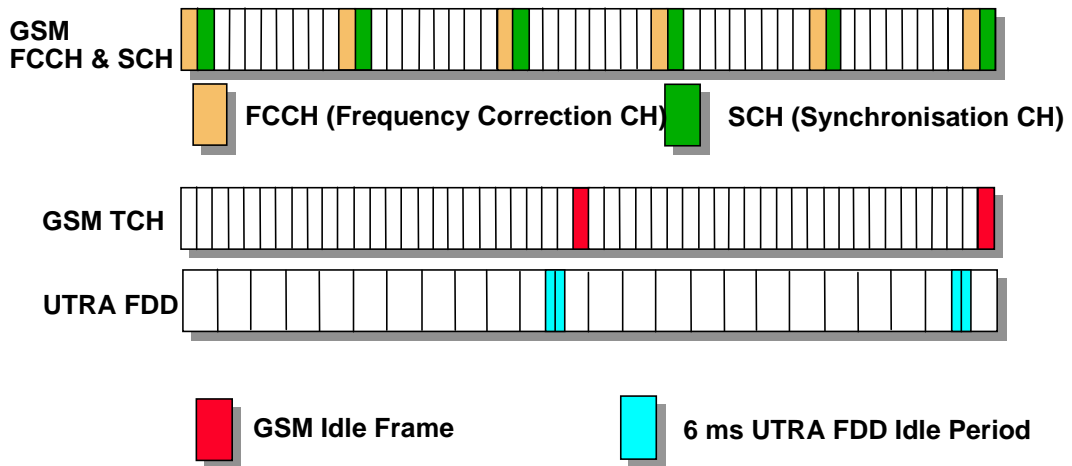 GSM
FCCH & SCH
FCCH (Frequency Correction CH)
SCH (Synchronisation CH)
GSM TCH
UTRA FDD
GSM Idle Frame
6 ms UTRA FDD Idle Period